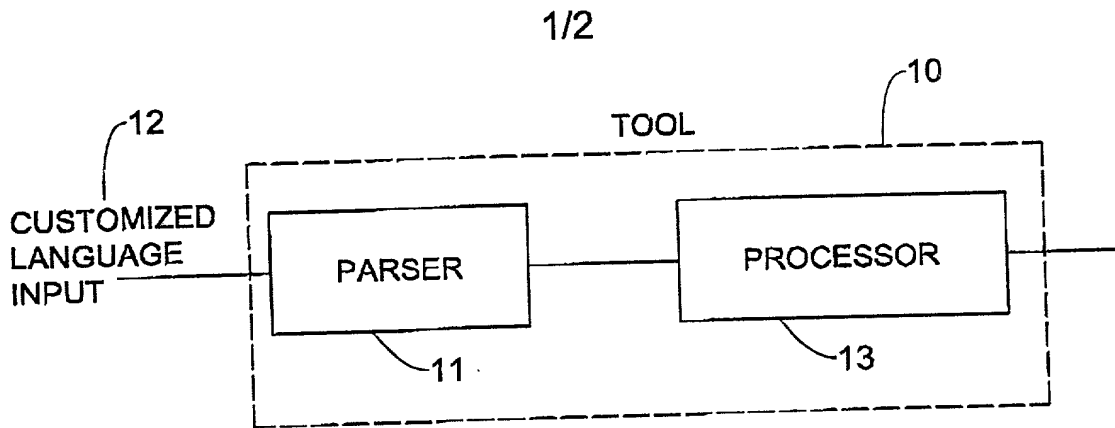 1/2
10
12
TOOL
CUSTOMIZED
LANGUAGE
INPUT
PARSER
PROCESSOR
11
13